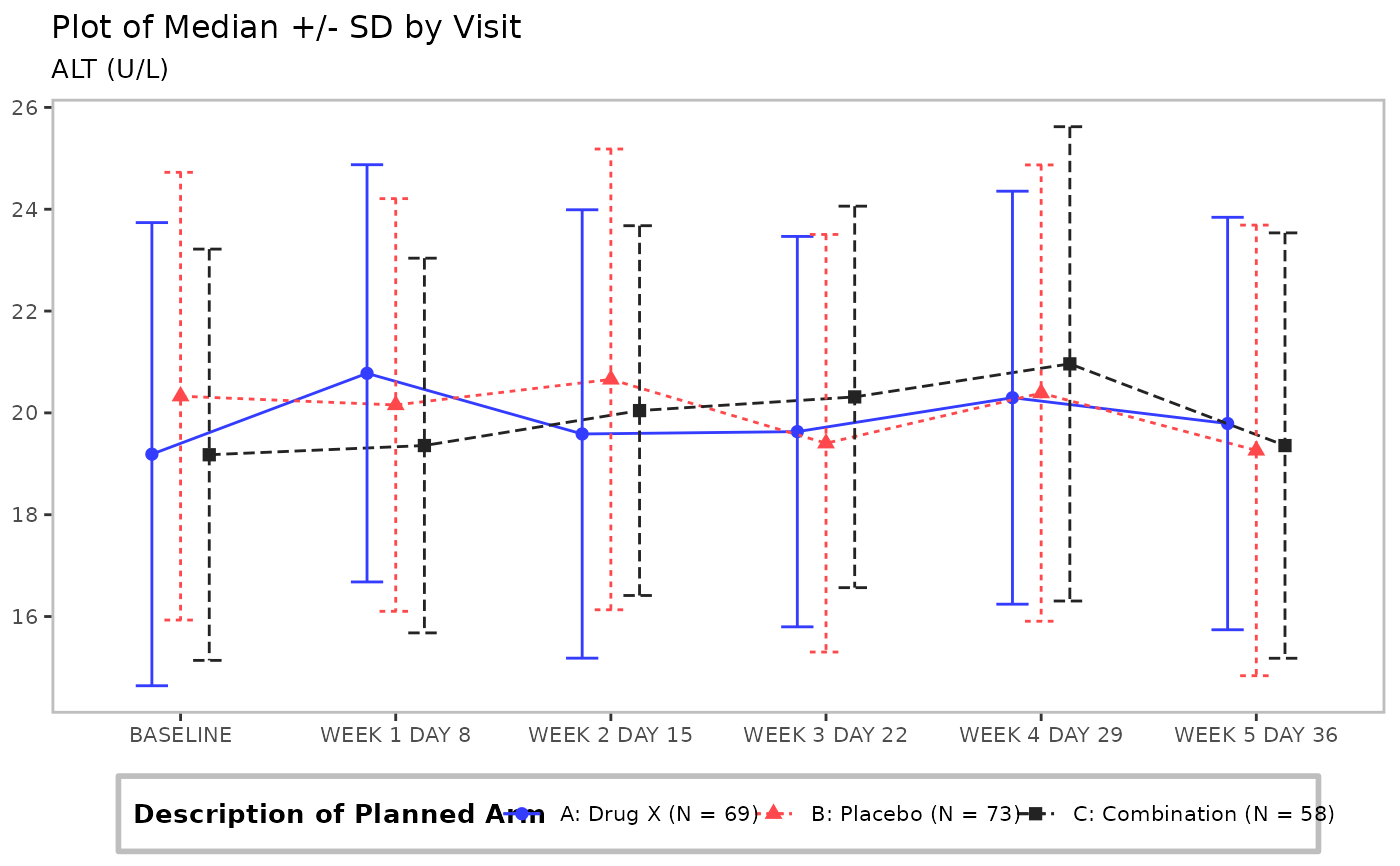 Plot of Median +/- SD by Visit
ALT (U/L)
26
24
22
20
18
16
BASELINE WEEK 1 DAY 8 WEEK 2 DAY 15 WEEK 3 DAY 22 WEEK 4 DAY 29 WEEK 5 DAY 36
Description of Planned Arm A: Drug X (N = 69) B: Placebo (N = 73) C: Combination (N = 58)